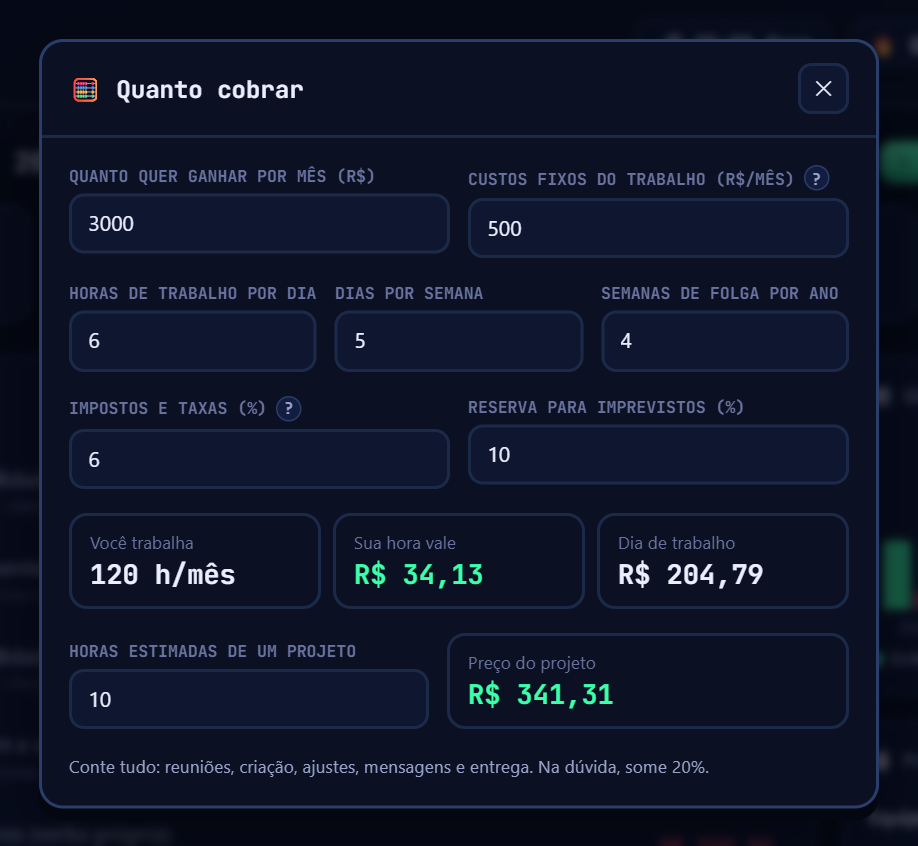 Quanto cobrar
QUANTO QUER GANHAR POR MÊS (R$)
3000
CUSTOS FIXOS DO TRABALHO (R$/MÊS) ?
500
HORAS DE TRABALHO POR DIA
6
DIAS POR SEMANA
5
SEMANAS DE FOLGA POR ANO
4
IMPOSTOS E TAXAS (%) ?
6
RESERVA PARA IMPREVISTOS (%)
10
Você trabalha
120 h/mês
Sua hora vale
R$ 34,13
Dia de trabalho
R$ 204,79
HORAS ESTIMADAS DE UM PROJETO
10
Preço do projeto
R$ 341,31
Conte tudo: reuniões, criação, ajustes, mensagens e entrega. Na dúvida, some 20%.